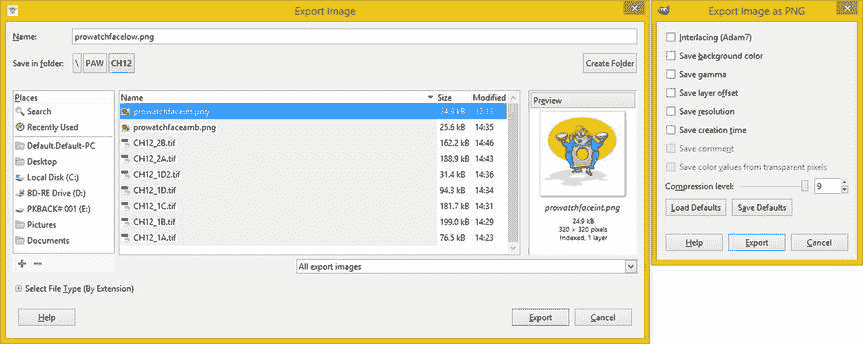 Export Image
Name: prowatchfacelow.png
Save in folder: \ PAW CH12 Create Folder
Places
Search
Recently Used
Default.Default-PC
Desktop
Local Disk (C:)
BD-RE Drive (D:)
PKBACK# 001 (E:)
Pictures
Documents
Name Size Modified
prowatchfaceint.png 24.9 kB 12:13
prowatchfaceamb.png 25.6 kB 14:35
CH12_2B.tif 162.2 kB 14:46
CH12_2A.tif 188.9 kB 14:43
CH12_1D2.tif 31.4 kB 14:36
CH12_1D.tif 94.3 kB 14:34
CH12_1C.tif 181.7 kB 14:31
CH12_1B.tif 199.0 kB 14:29
CH12_1A.tif 76.5 kB 14:23
Preview
prowatchfaceint.png
24.9 kB
320 × 320 pixels
Indexed, 1 layer
All export images
Select File Type (By Extension)
Help Export Cancel
Export Image as PNG
Interlacing (Adam7)
Save background color
Save gamma
Save layer offset
Save resolution
Save creation time
Save comment
Save color values from transparent pixels
Compression level: 9
Load Defaults Save Defaults
Help Export Cancel